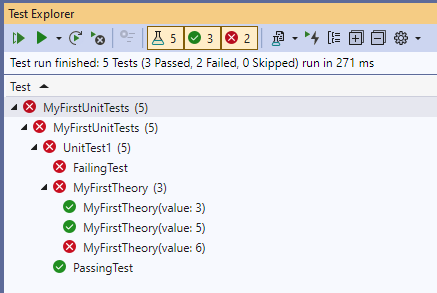 Test Explorer
5 3 2
Test run finished: 5 Tests (3 Passed, 2 Failed, 0 Skipped) run in 271 ms
Test
MyFirstUnitTests (5)
MyFirstUnitTests (5)
UnitTest1 (5)
FailingTest
MyFirstTheory (3)
MyFirstTheory(value: 3)
MyFirstTheory(value: 5)
MyFirstTheory(value: 6)
PassingTest